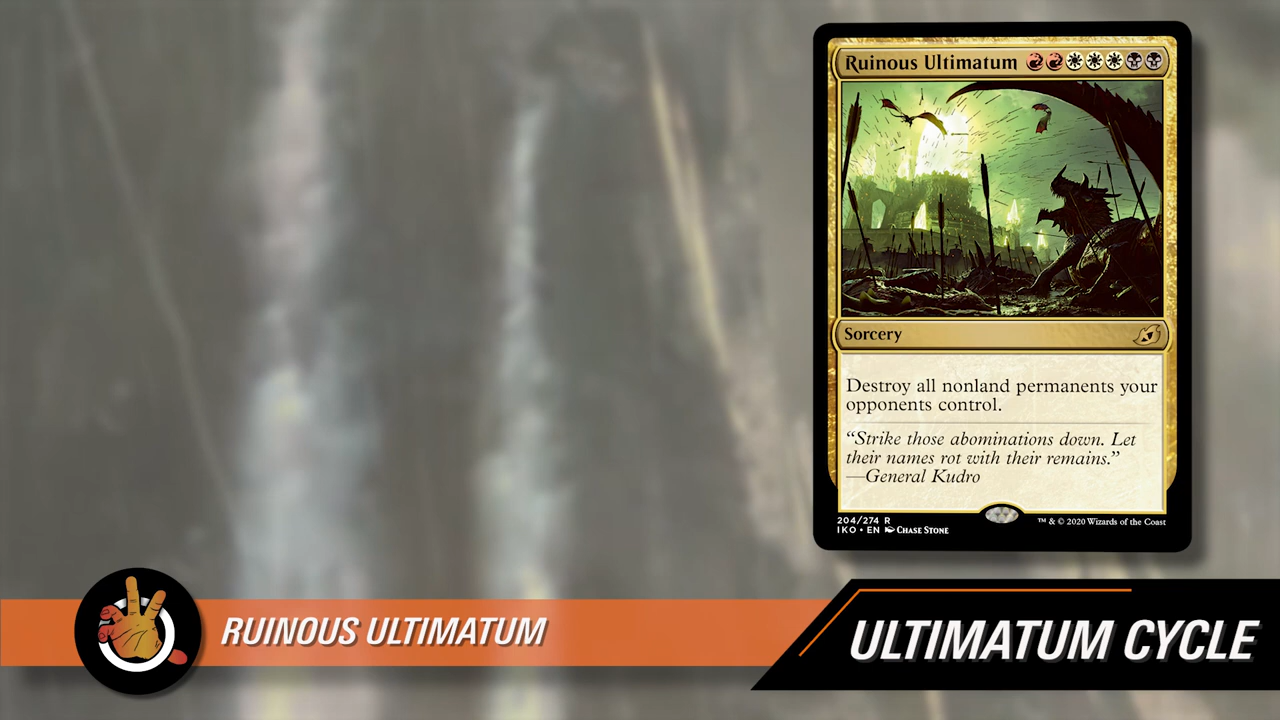 Ruinous Ultimatum
Sorcery
Destroy all nonland permanents your
opponents control.
“Strike those abominations down. Let
their names rot with their remains.”
—General Kudro
204/274 R
IKO • EN Chase Stone
™ & © 2020 Wizards of the Coast
RUINOUS ULTIMATUM
ULTIMATUM CYCLE